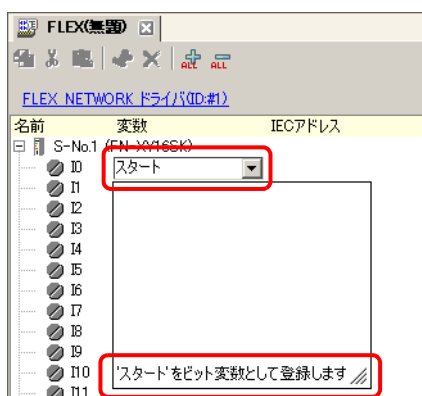 FLEX(無題)
ALL ALL
FLEX NETWORK ドライバ(ID:#1)
名前 変数 IECアドレス
S-No.1 (FN-XY16SK)
I0 スタート
I1
I2
I3
I4
I5
I6
I7
I8
I9
I10 'スタート'をビット変数として登録します
I11